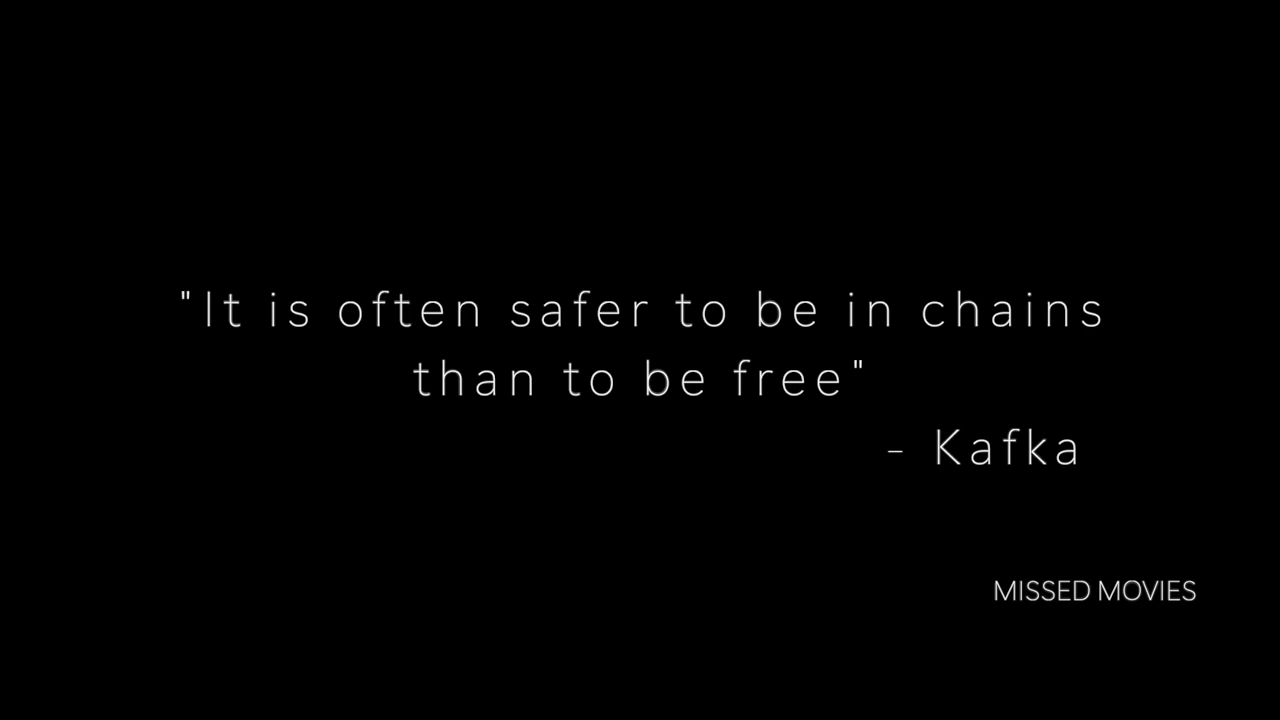 "It is often safer to be in chains
than to be free"
- Kafka
MISSED MOVIES